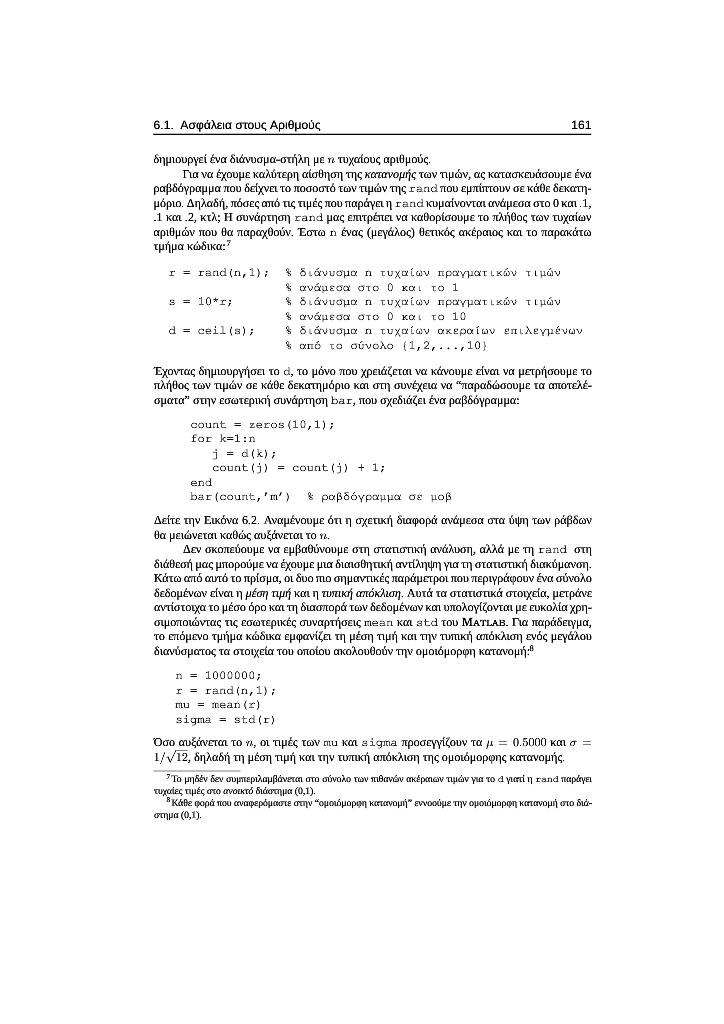 6.1. Ασφάλεια στους Αριθμούς 161
δημιουργεί ένα διάνυσμα-στήλη με n τυχαίους αριθμούς.
Για να έχουμε καλύτερη αίσθηση της κατανομής των τιμών, ας κατασκευάσουμε ένα
ραβδόγραμμα που δείχνει το ποσοστό των τιμών της rand που εμπίπτουν σε κάθε δεκατη-
μόριο. Δηλαδή, πόσες από τις τιμές που παράγει η rand κυμαίνονται ανάμεσα στο 0 και .1,
.1 και .2, κτλ; Η συνάρτηση rand μας επιτρέπει να καθορίσουμε το πλήθος των τυχαίων
αριθμών που θα παραχθούν. Έστω n ένας (μεγάλος) θετικός ακέραιος και το παρακάτω
τμήμα κώδικα:⁷
r = rand(n,1); % διάνυσμα n τυχαίων πραγματικών τιμών
% ανάμεσα στο 0 και το 1
s = 10*r; % διάνυσμα n τυχαίων πραγματικών τιμών
% ανάμεσα στο 0 και το 10
d = ceil(s); % διάνυσμα n τυχαίων ακεραίων επιλεγμένων
% από το σύνολο {1,2,...,10}
Έχοντας δημιουργήσει το d, το μόνο που χρειάζεται να κάνουμε είναι να μετρήσουμε το
πλήθος των τιμών σε κάθε δεκατημόριο και στη συνέχεια να “παραδώσουμε τα αποτελέ-
σματα” στην εσωτερική συνάρτηση bar, που σχεδιάζει ένα ραβδόγραμμα:
count = zeros(10,1);
for k=1:n
j = d(k);
count(j) = count(j) + 1;
end
bar(count,’m’) % ραβδόγραμμα σε μοβ
Δείτε την Εικόνα 6.2. Αναμένουμε ότι η σχετική διαφορά ανάμεσα στα ύψη των ράβδων
θα μειώνεται καθώς αυξάνεται το n.
Δεν σκοπεύουμε να εμβαθύνουμε στη στατιστική ανάλυση, αλλά με τη rand στη
διάθεσή μας μπορούμε να έχουμε μια διαισθητική αντίληψη για τη στατιστική διακύμανση.
Κάτω από αυτό το πρίσμα, οι δυο πιο σημαντικές παράμετροι που περιγράφουν ένα σύνολο
δεδομένων είναι η μέση τιμή και η τυπική απόκλιση. Αυτά τα στατιστικά στοιχεία, μετράνε
αντίστοιχα το μέσο όρο και τη διασπορά των δεδομένων και υπολογίζονται με ευκολία χρη-
σιμοποιώντας τις εσωτερικές συναρτήσεις mean και std του MATLAB. Για παράδειγμα,
το επόμενο τμήμα κώδικα εμφανίζει τη μέση τιμή και την τυπική απόκλιση ενός μεγάλου
διανύσματος τα στοιχεία του οποίου ακολουθούν την ομοιόμορφη κατανομή:⁸
n = 1000000;
r = rand(n,1);
mu = mean(r)
sigma = std(r)
Όσο αυξάνεται το n, οι τιμές των mu και sigma προσεγγίζουν τα μ = 0.5000 και σ =
1/√12, δηλαδή τη μέση τιμή και την τυπική απόκλιση της ομοιόμορφης κατανομής.
⁷Το μηδέν δεν συμπεριλαμβάνεται στο σύνολο των πιθανών ακέραιων τιμών για το d γιατί η rand παράγει
τυχαίες τιμές στο ανοικτό διάστημα (0,1).
⁸Κάθε φορά που αναφερόμαστε στην “ομοιόμορφη κατανομή” εννοούμε την ομοιόμορφη κατανομή στο διά-
στημα (0,1).